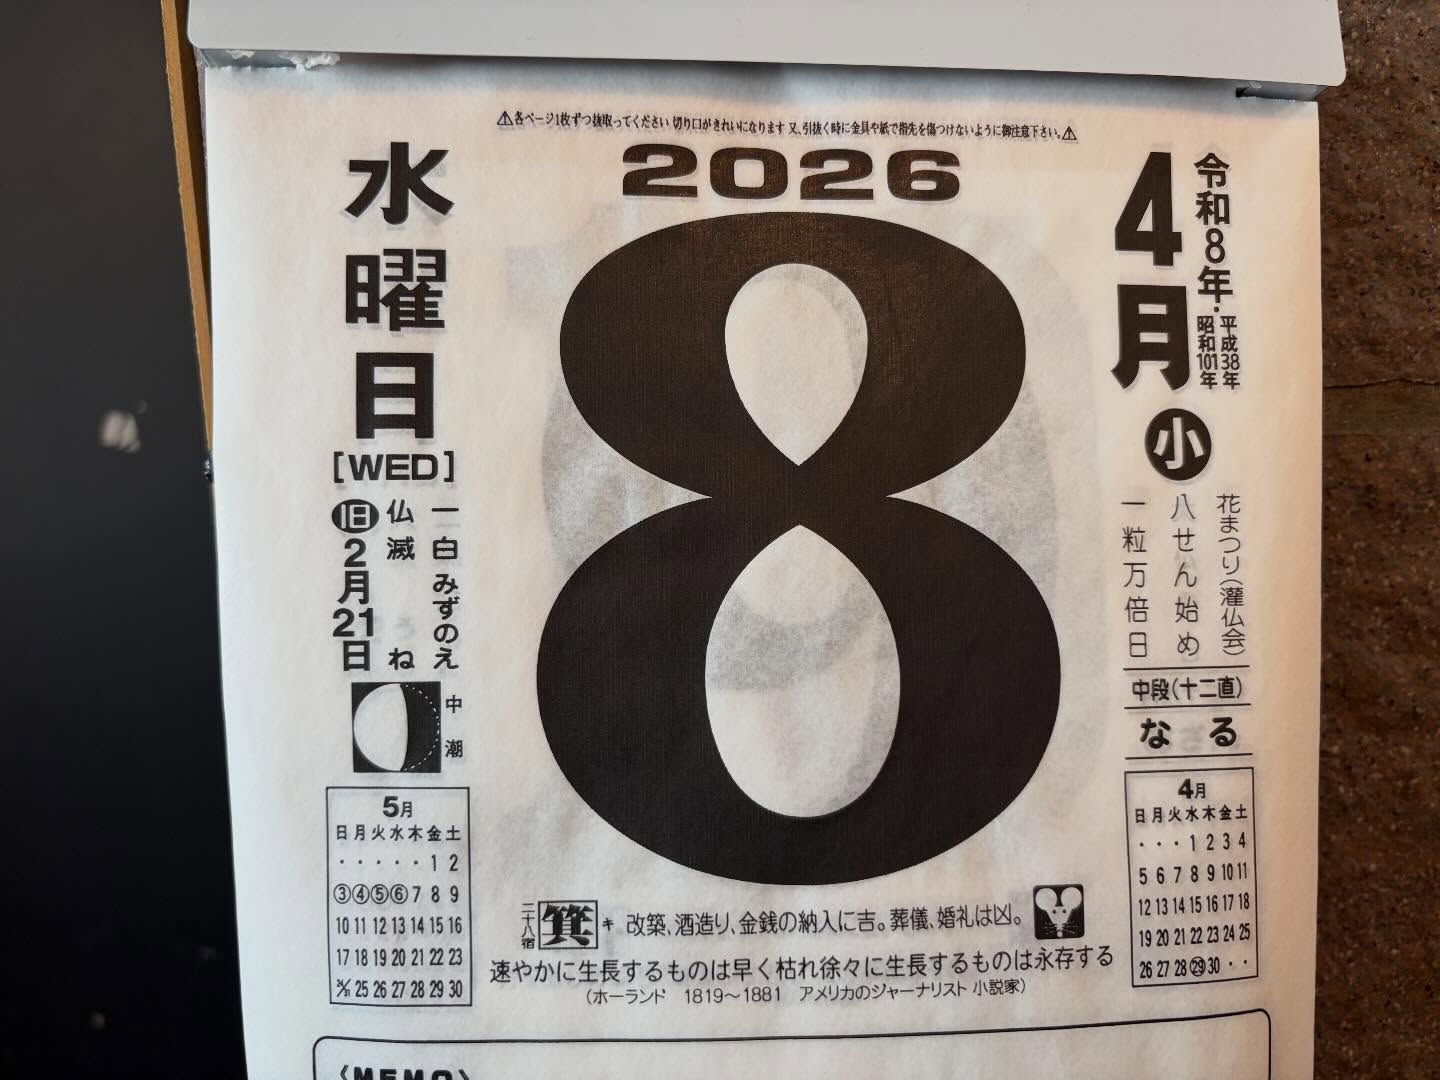 ⚠各ページ1枚ずつ抜取ってください 切り口がきれいになります 又、引抜く時に金具や紙で指先を傷つけないように御注意下さい。⚠
2026
令和8年・平成38年
昭和101年
4月
小
花まつり(灌仏会)
八せん始め
一粒万倍日
中段(十二直)
なる
8
水曜日
[WED]
一白みずのえ
仏滅 ね
旧2月21日
中潮
5月
日月火水木金土
・・・・・1 2
③④⑤⑥7 8 9
10 11 12 13 14 15 16
17 18 19 20 21 22 23
24/31 25 26 27 28 29 30
4月
日月火水木金土
・・・1 2 3 4
5 6 7 8 9 10 11
12 13 14 15 16 17 18
19 20 21 22 23 24 25
26 27 28 ㉙ 30 ・・
二十八宿 箕 キ 改築、酒造り、金銭の納入に吉。葬儀、婚礼は凶。
速やかに生長するものは早く枯れ徐々に生長するものは永存する
(ホーランド 1819〜1881 アメリカのジャーナリスト 小説家)
〈MEMO〉